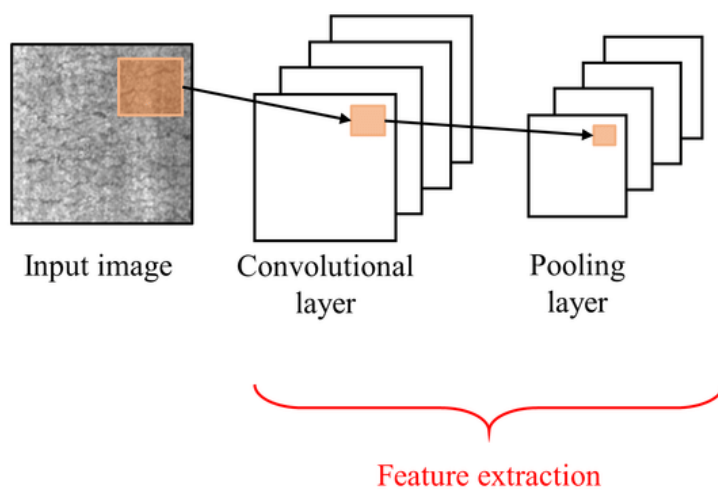 Input image
Convolutional
layer
Pooling
layer
Feature extraction